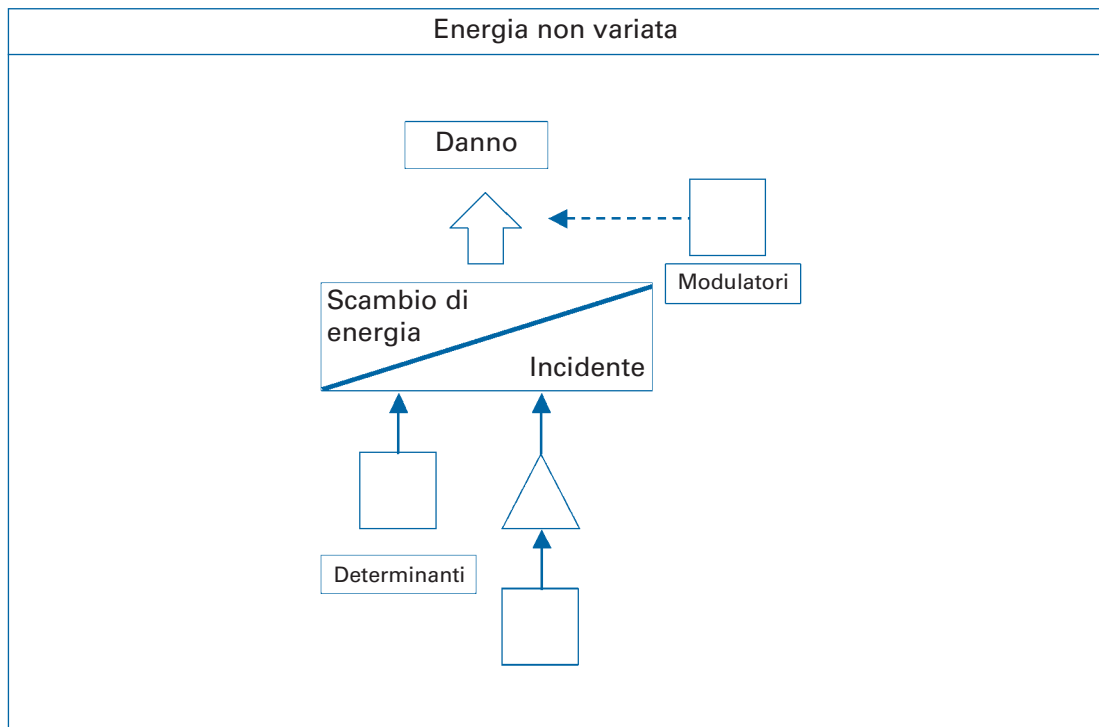 Energia non variata
Danno
Modulatori
Scambio di
energia
Incidente
Determinanti